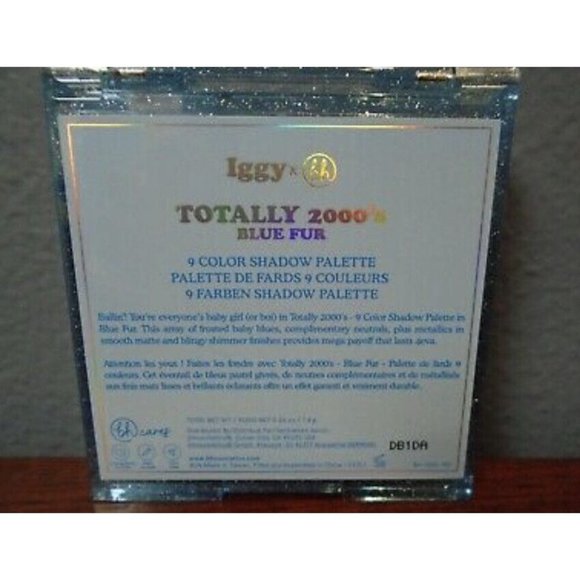 Iggy x bh
TOTALLY 2000's
BLUE FUR
9 COLOR SHADOW PALETTE
PALETTE DE FARDS 9 COULEURS
9 FARBEN SHADOW PALETTE
Ballin'! You're everyone's baby girl (or boi) in Totally 2000's - 9 Color Shadow Palette in
Blue Fur. This array of frosted baby blues, complimentary neutrals, plus metallics in
smooth matte and blingy shimmer finishes provides mega payoff that lasts 4eva.
Attention les yeux ! Faites les fondre avec Totally 2000's - Blue Fur - Palette de fards 9
couleurs. Cet éventail de bleus pastel givrés, de neutres complémentaires et de métallisés
aux finis mats lisses et brillants éclatants offre un effet garanti et vraiment durable.
bh cares
DB1DA
www.bhcosmetics.com